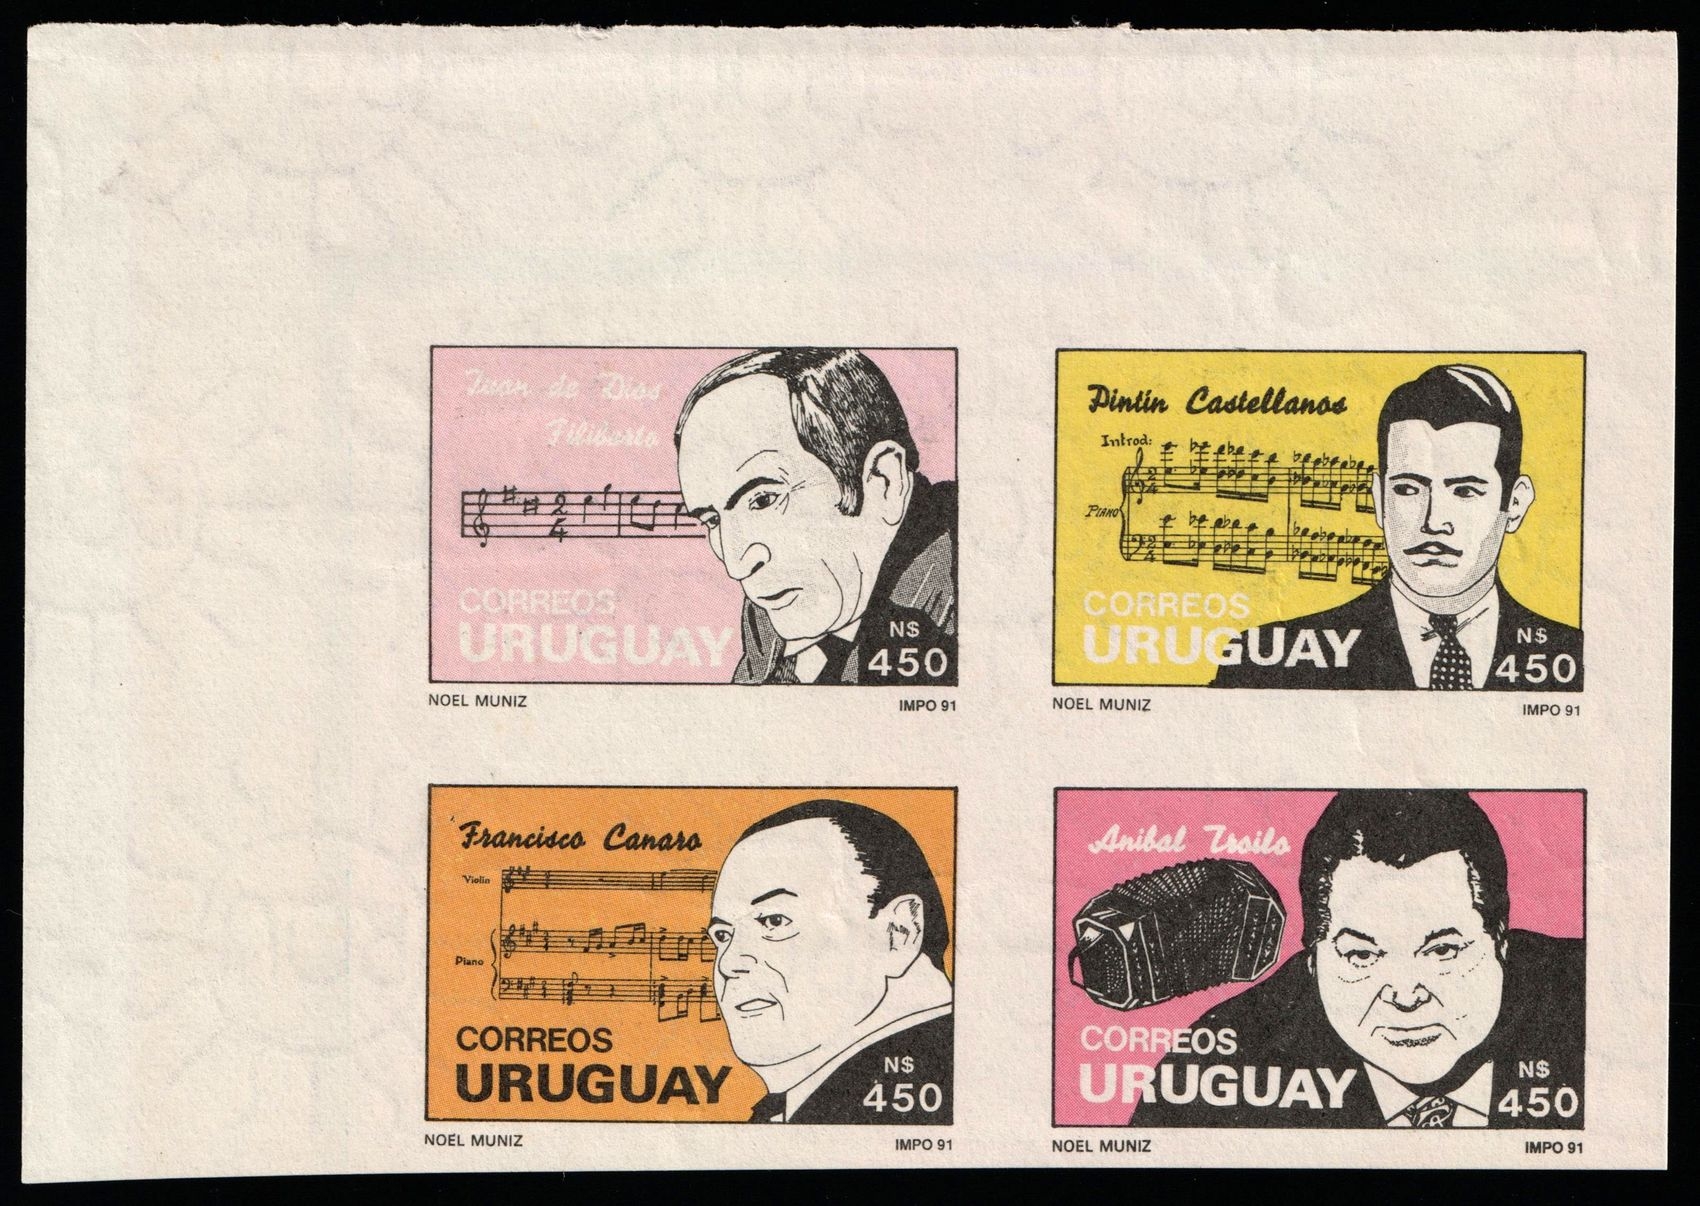 Juan de Dios
Filiberto
CORREOS
URUGUAY
N$
450
NOEL MUNIZ
IMPO 91
Pintín Castellanos
Introd:
PIANO
2
4
CORREOS
URUGUAY
N$
450
NOEL MUNIZ
IMPO 91
Francisco Canaro
Violin
Piano
CORREOS
URUGUAY
N$
450
NOEL MUNIZ
IMPO 91
Anibal Troilo
CORREOS
URUGUAY
N$
450
NOEL MUNIZ
IMPO 91